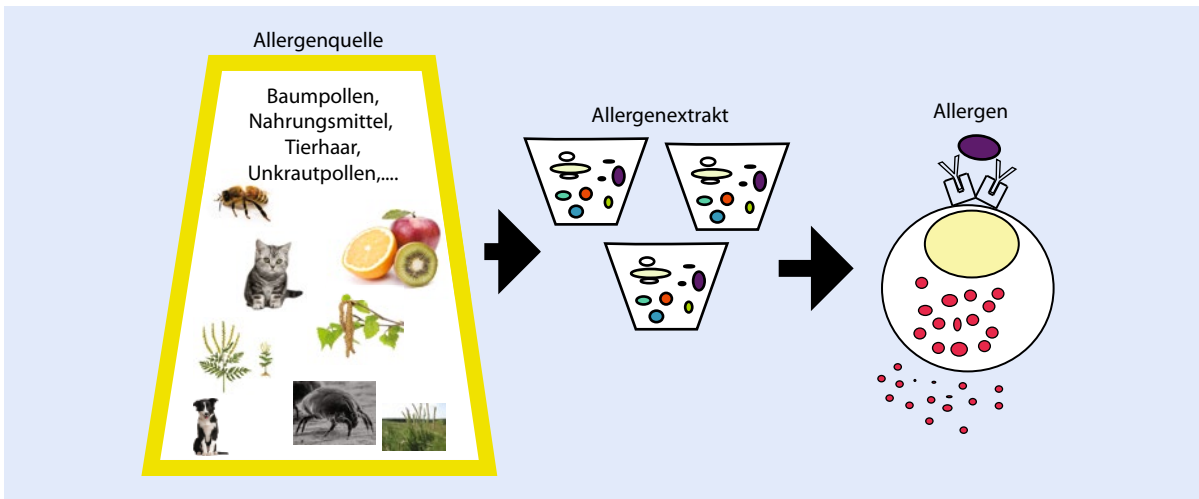 Allergenquelle
Baumpollen,
Nahrungsmittel,
Tierhaar,
Unkrautpollen,....
Allergenextrakt
Allergen